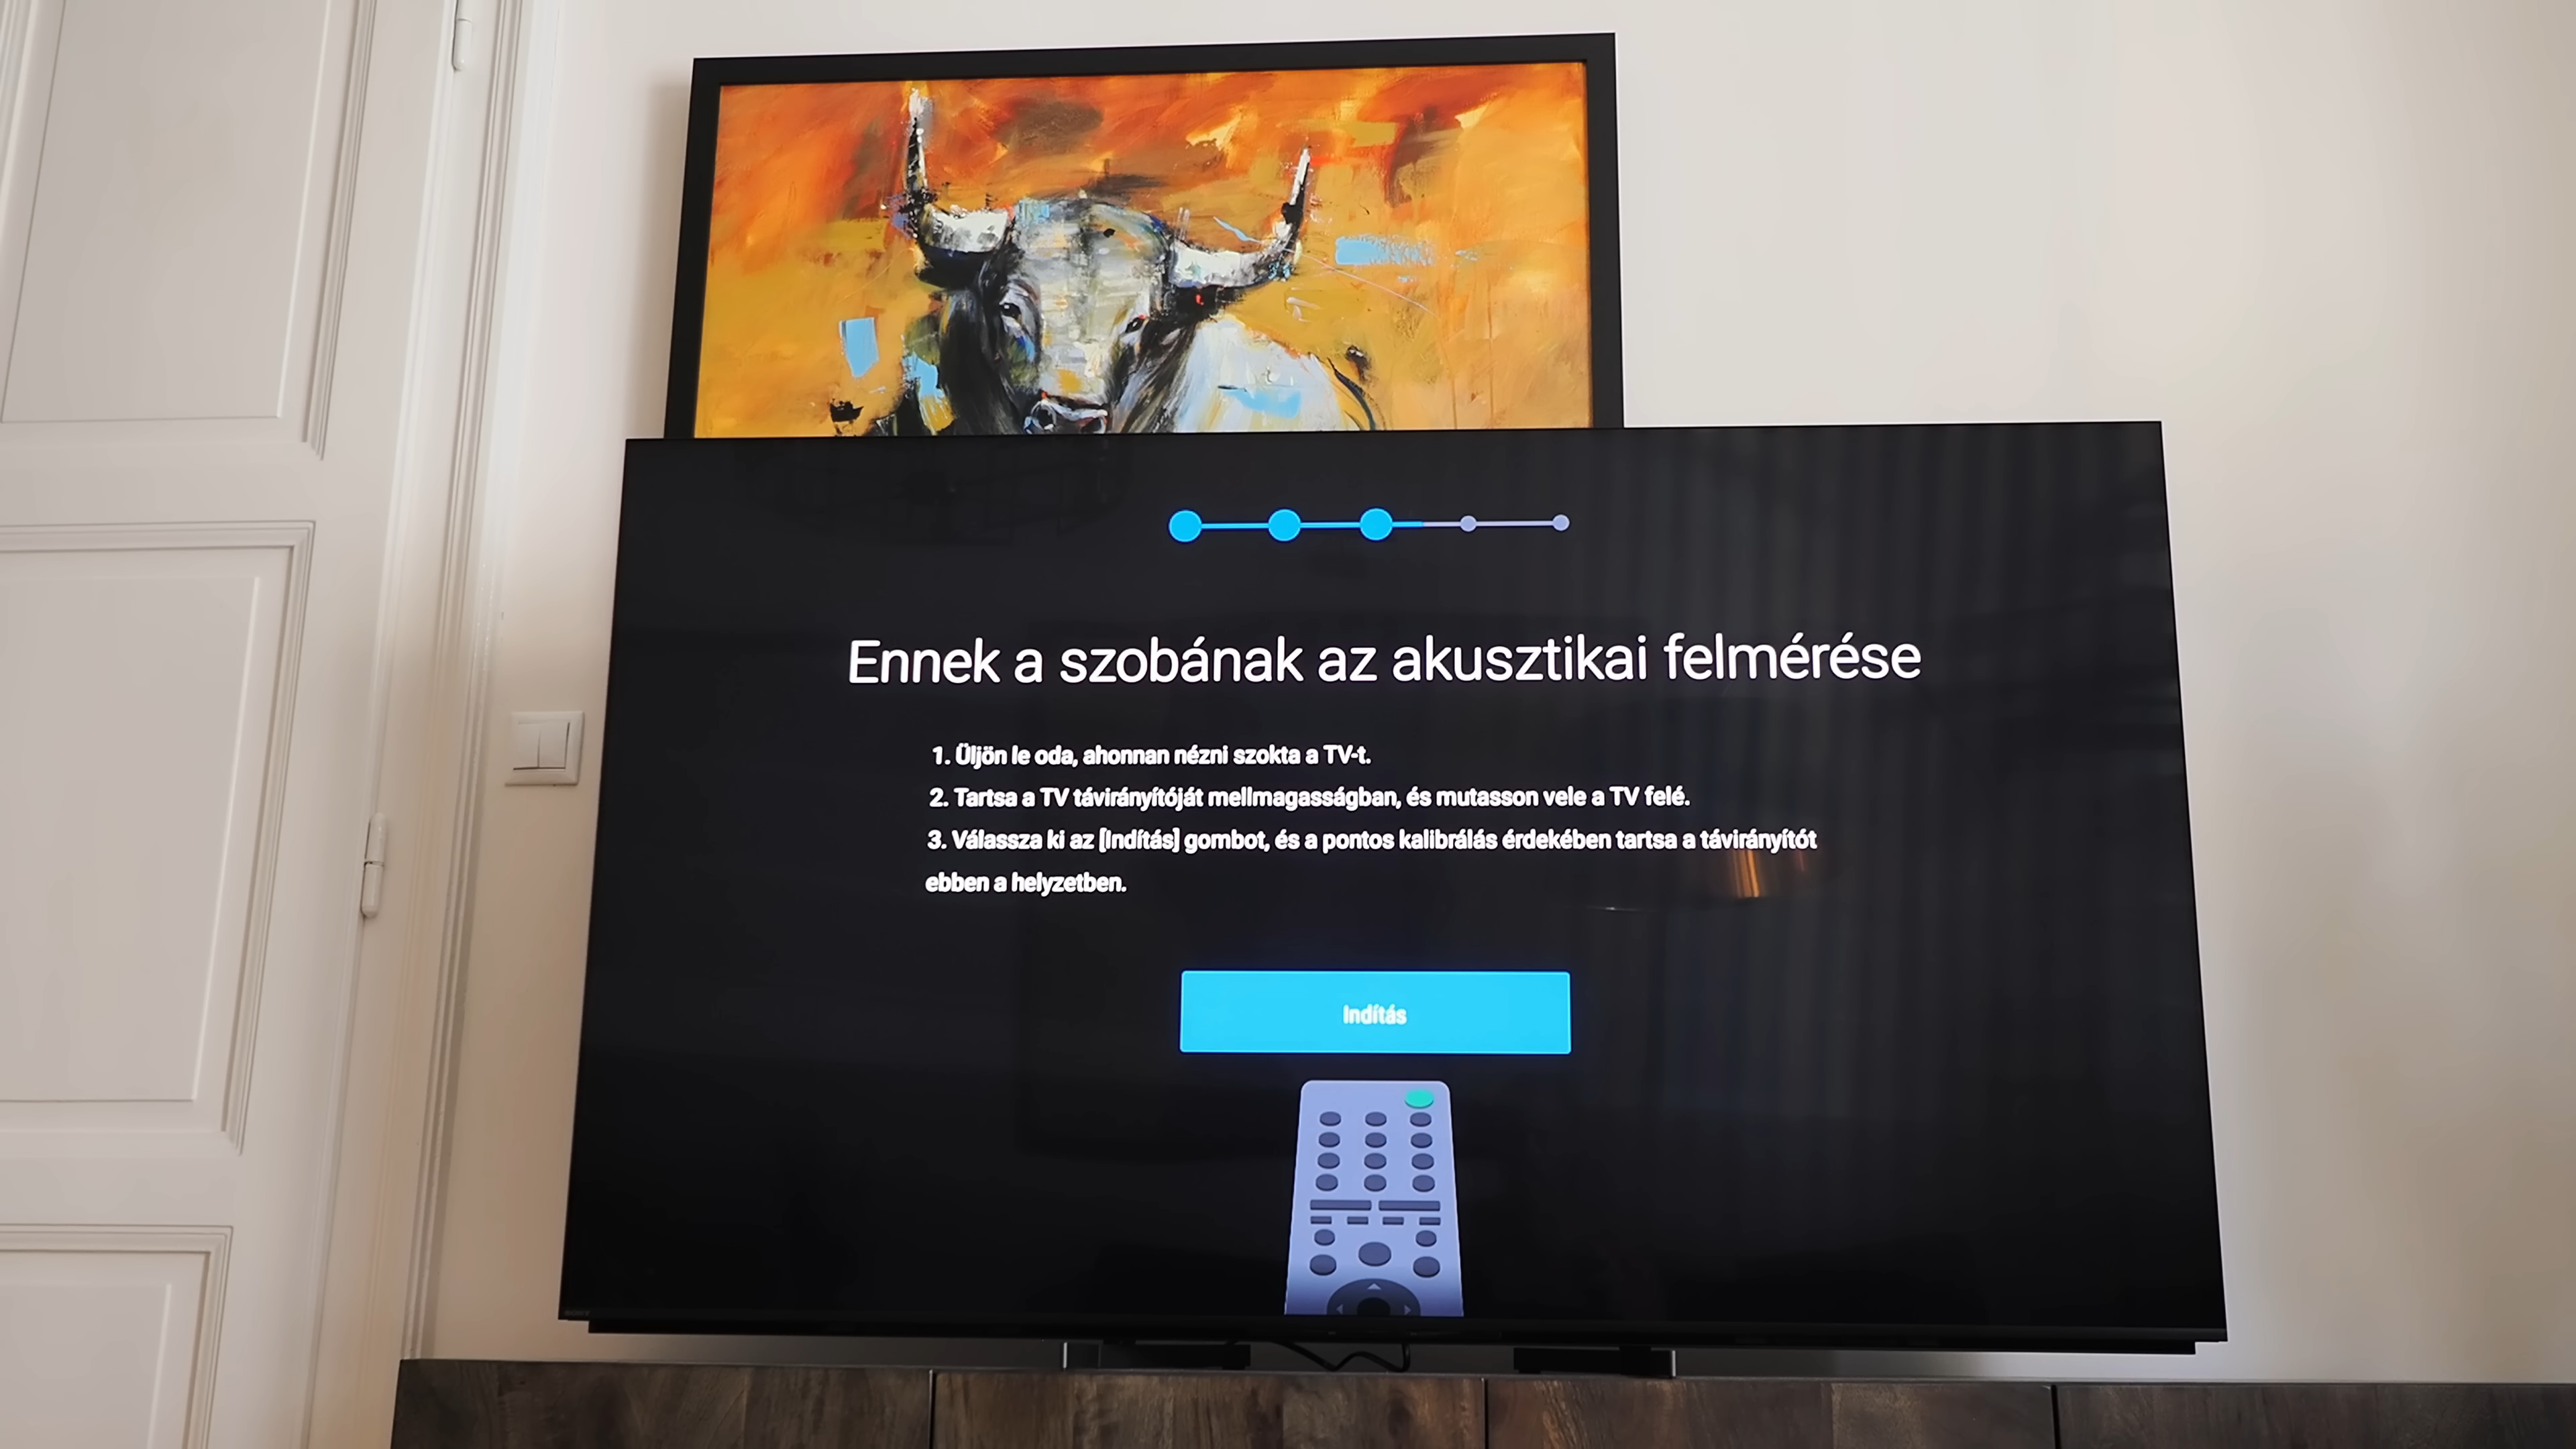 Ennek a szobának az akusztikai felmérése
1. Üljön le oda, ahonnan nézni szokta a TV-t.
2. Tartsa a TV távirányítóját mellmagasságban, és mutasson vele a TV felé.
3. Válassza ki az [Indítás] gombot, és a pontos kalibrálás érdekében tartsa a távirányítót
ebben a helyzetben.
Indítás
SONY